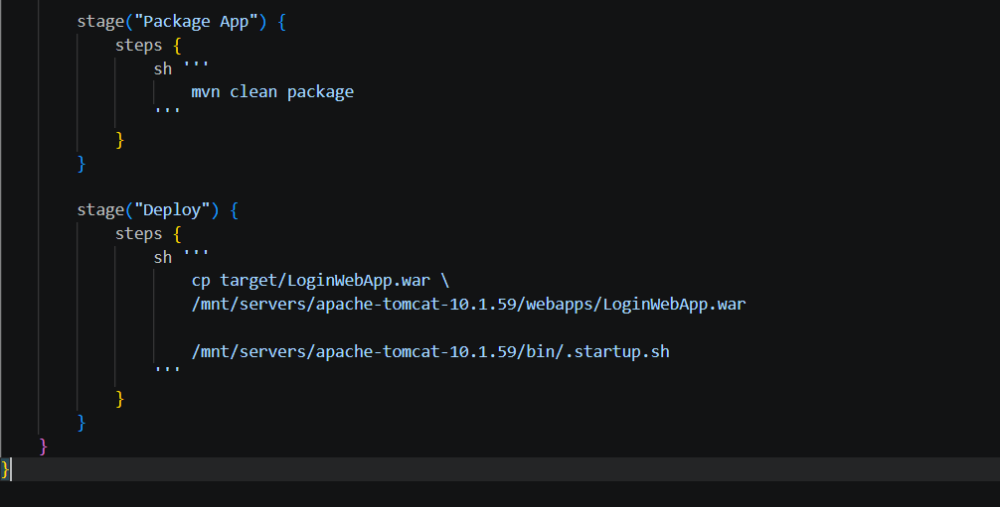 stage("Package App") {
steps {
sh '''
mvn clean package
'''
}
}
stage("Deploy") {
steps {
sh '''
cp target/LoginWebApp.war \
/mnt/servers/apache-tomcat-10.1.59/webapps/LoginWebApp.war
/mnt/servers/apache-tomcat-10.1.59/bin/.startup.sh
'''
}
}
}
}